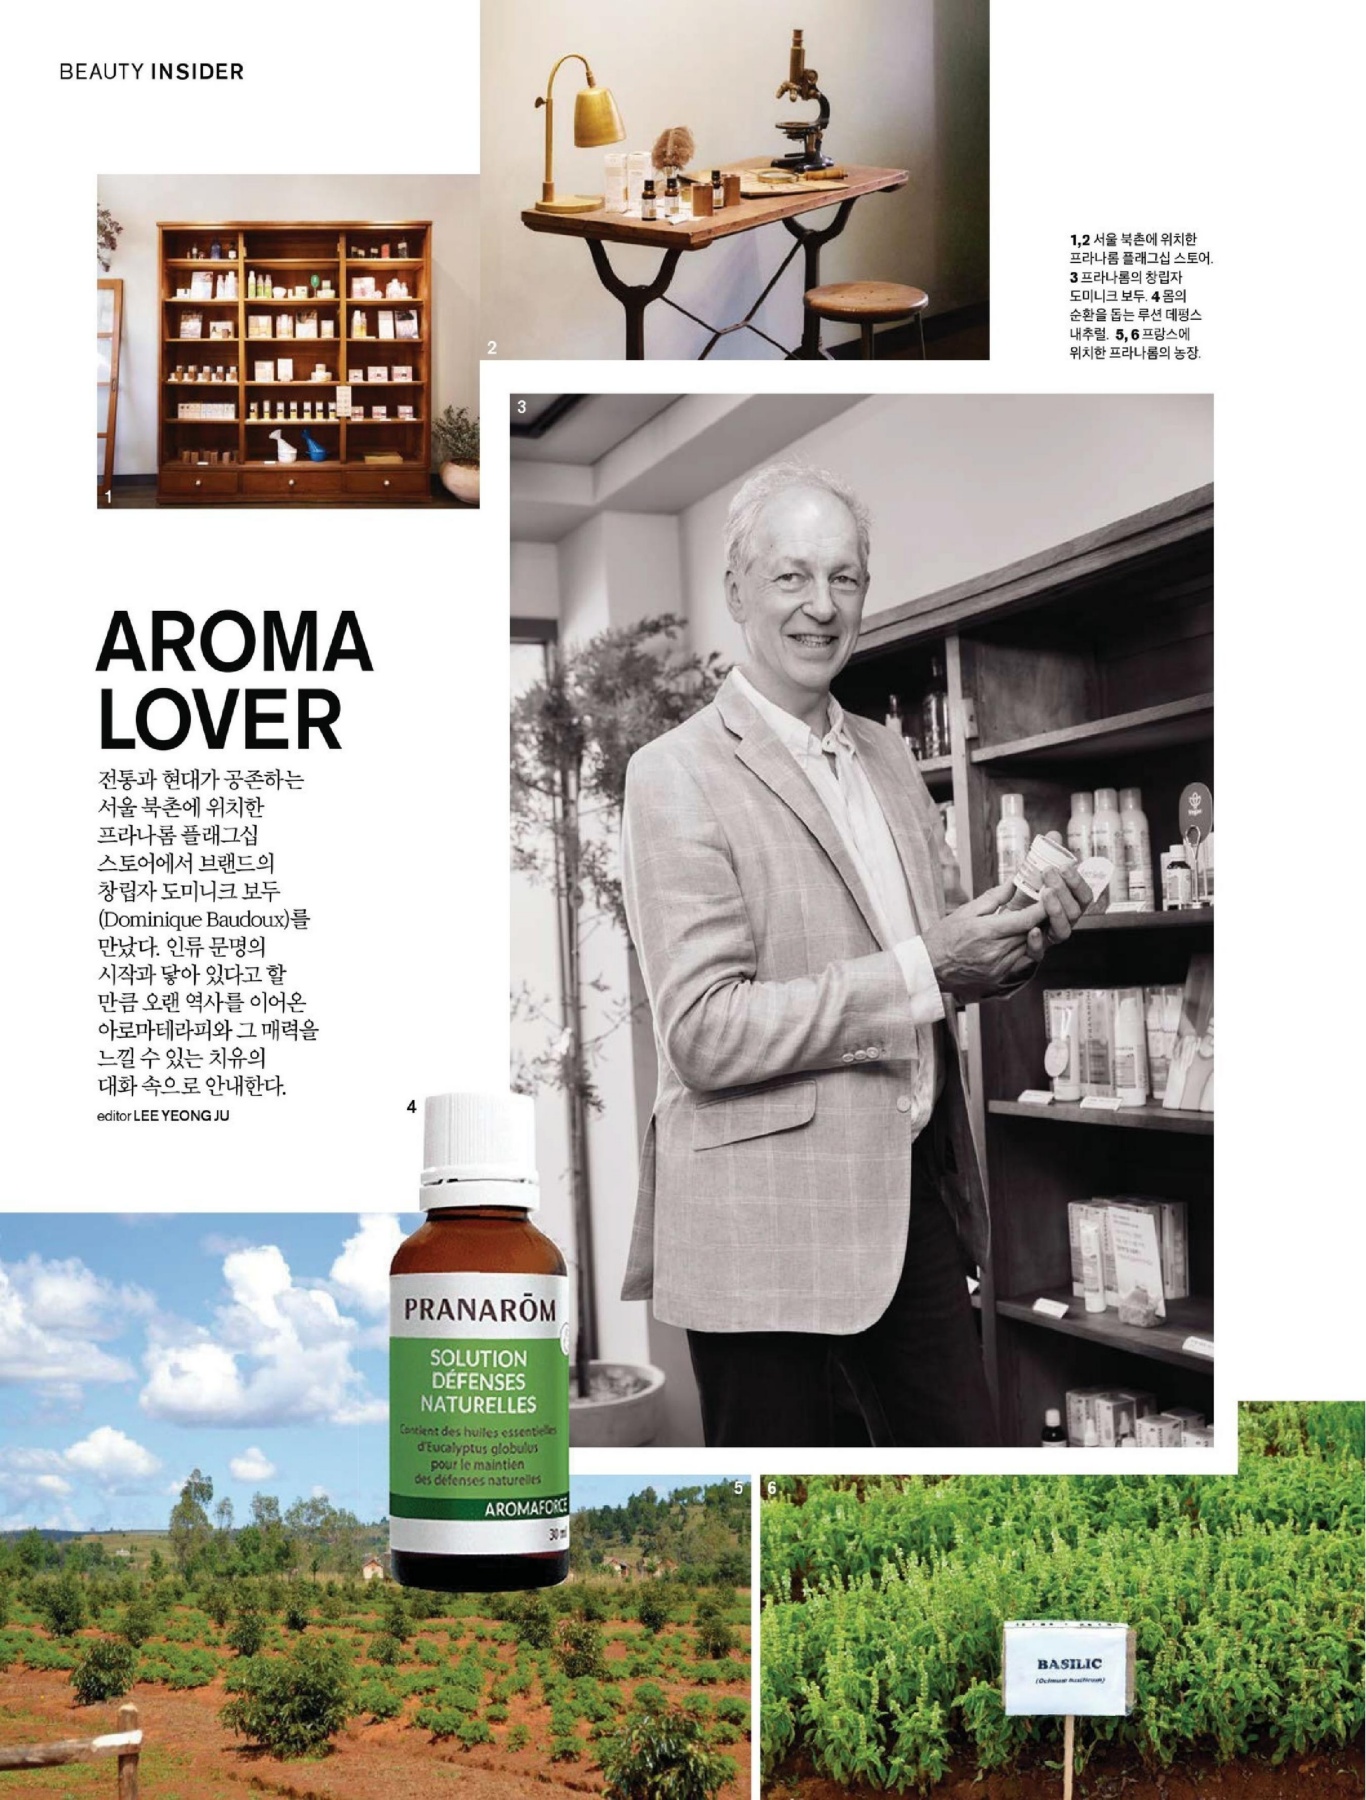 BEAUTY INSIDER
1
2
1,2 서울 북촌에 위치한
프라나롬 플래그십 스토어.
3 프라나롬의 창립자
도미니크 보두. 4 몸의
순환을 돕는 루션 데펑스
내추럴. 5, 6 프랑스에
위치한 프라나롬의 농장.
3
AROMA
LOVER
전통과 현대가 공존하는
서울 북촌에 위치한
프라나롬 플래그십
스토어에서 브랜드의
창립자 도미니크 보두
(Dominique Baudoux)를
만났다. 인류 문명의
시작과 닿아 있다고 할
만큼 오랜 역사를 이어온
아로마테라피와 그 매력을
느낄 수 있는 치유의
대화 속으로 안내한다.
editor LEE YEONG JU
4
PRANARŌM
SOLUTION
DÉFENSES
NATURELLES
Contient des huiles essentielles
d'Eucalyptus globulus
pour le maintien
des défenses naturelles
AROMAFORCE
30 ml
5
6
BASILIC